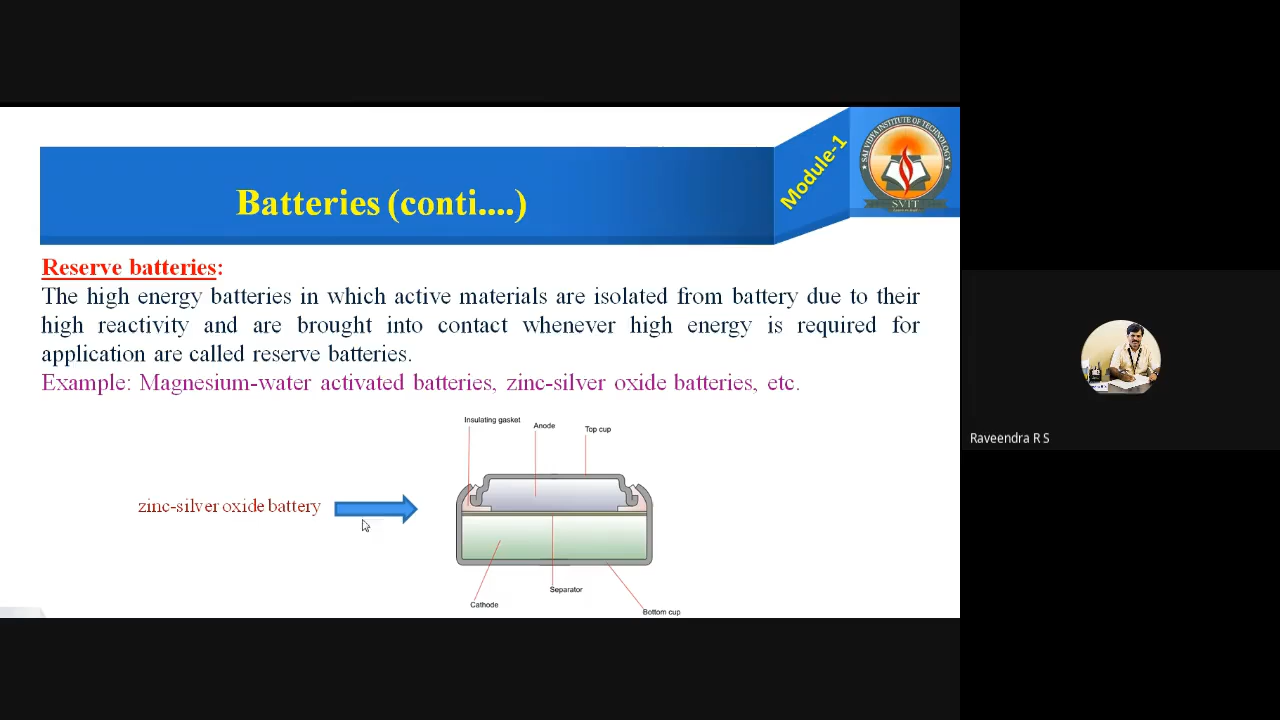 Module-1
SAI VIDYA INSTITUTE OF TECHNOLOGY
SVIT
Batteries (conti....)
Reserve batteries:
The high energy batteries in which active materials are isolated from battery due to their
high reactivity and are brought into contact whenever high energy is required for
application are called reserve batteries.
Example: Magnesium-water activated batteries, zinc-silver oxide batteries, etc.
Insulating gasket
Anode
Top cup
zinc-silver oxide battery
Separator
Cathode
Bottom cup
Raveendra R S